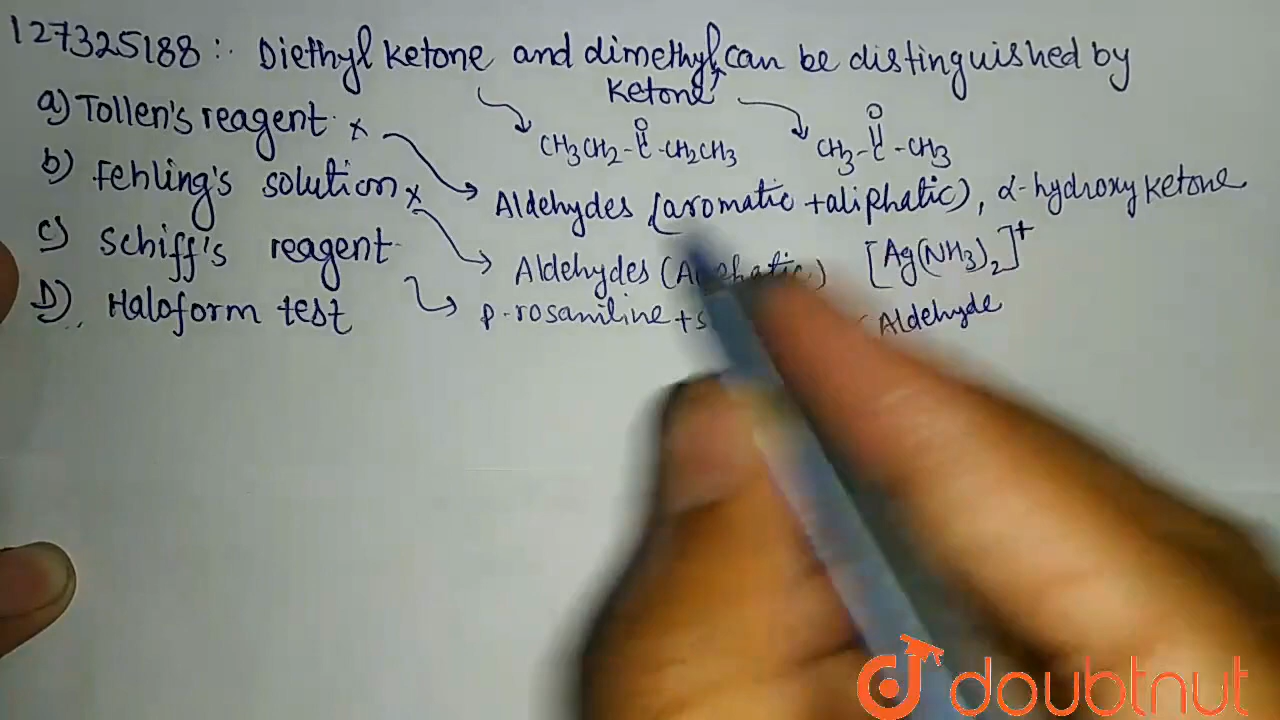 127325188:- Diethyl ketone and dimethyl can be distinguished by
ketone
a) Tollen's reagent x
CH3CH2-C-CH2CH3
O
CH3-C-CH3
O
b) Fehling's solution x
Aldehydes (aromatic + aliphatic), α-hydroxy ketone
c) Schiff's reagent
Aldehydes (Aliphatic) [Ag(NH3)2]+
D) Haloform test
p-rosaniline + Aldehyde
doubtnut